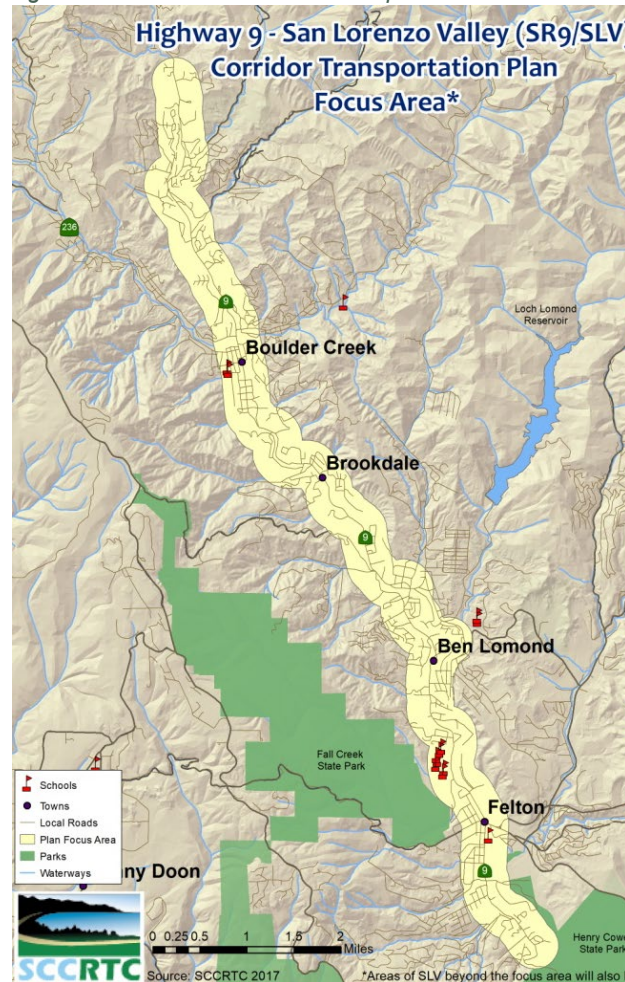 Highway 9 - San Lorenzo Valley (SR9/SLV)
Corridor Transportation Plan
Focus Area*
236
Loch Lomond
Reservoir
9
Boulder Creek
Brookdale
9
Ben Lomond
Fall Creek
State Park
Felton
9
Schools
Towns
Local Roads
Plan Focus Area
Parks
Waterways
ny Doon
Henry Cowe
State Park
SCCRTC
0 0.25 0.5 1 1.5 2
Miles
Source: SCCRTC 2017
*Areas of SLV beyond the focus area will also